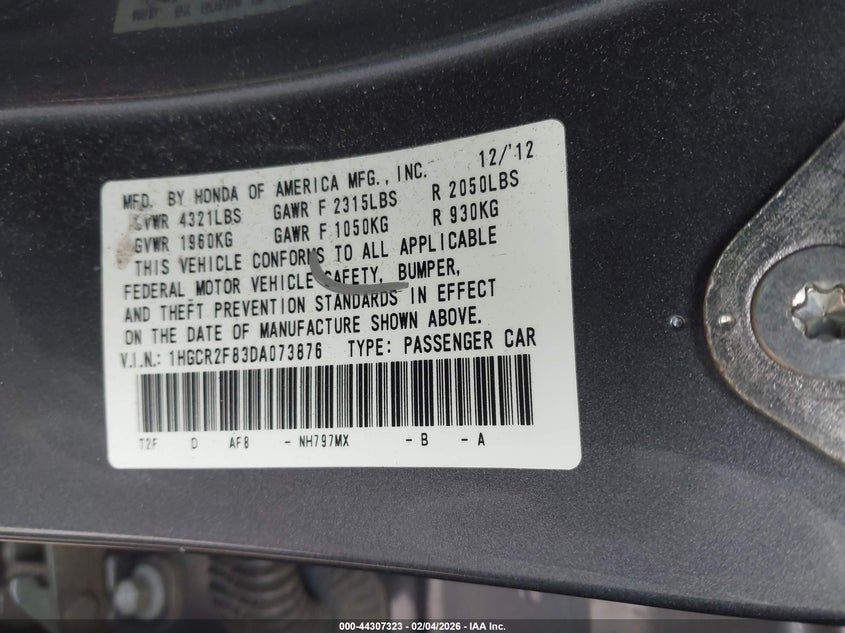 12/'12
MFD. BY HONDA OF AMERICA MFG., INC.
GVWR 4321LBS GAWR F 2315LBS R 2050LBS
GVWR 1960KG GAWR F 1050KG R 930KG
THIS VEHICLE CONFORMS TO ALL APPLICABLE
FEDERAL MOTOR VEHICLE SAFETY, BUMPER,
AND THEFT PREVENTION STANDARDS IN EFFECT
ON THE DATE OF MANUFACTURE SHOWN ABOVE.
V.I.N.: 1HGCR2F83DA073876 TYPE: PASSENGER CAR
T2F D AF8 - NH797MX - B - A
000-44307323 - 02/04/2026 - IAA Inc.